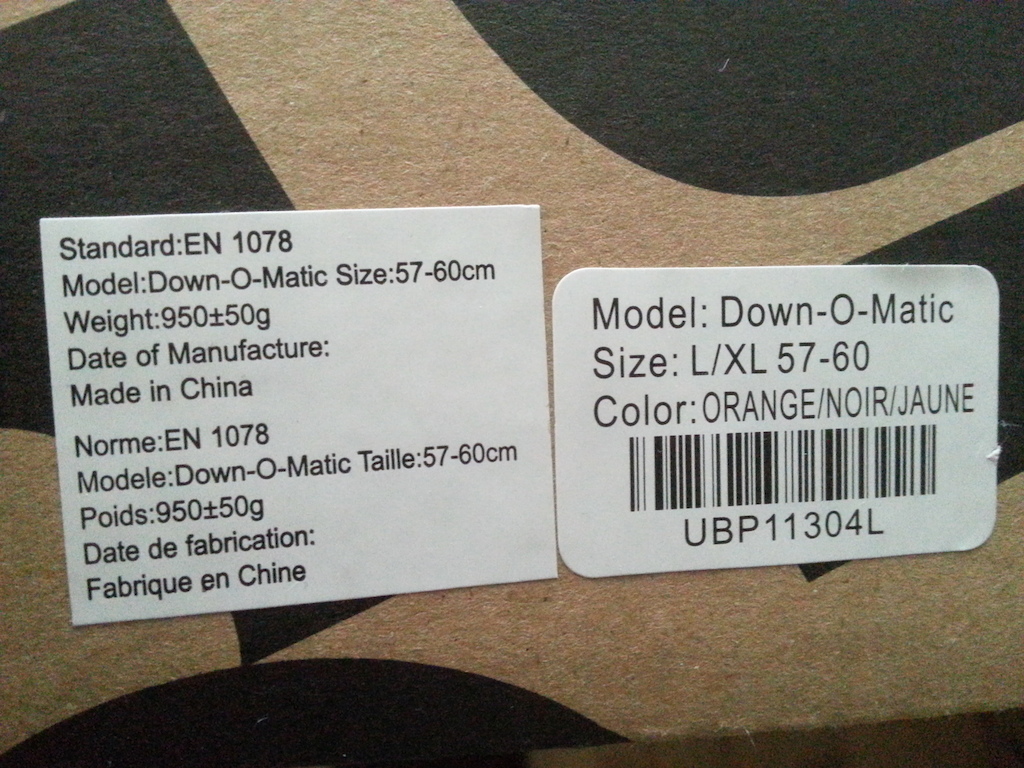 Standard:EN 1078
Model:Down-O-Matic Size:57-60cm
Weight:950±50g
Date of Manufacture:
Made in China
Norme:EN 1078
Modele:Down-O-Matic Taille:57-60cm
Poids:950±50g
Date de fabrication:
Fabrique en Chine
Model: Down-O-Matic
Size: L/XL 57-60
Color:ORANGE/NOIR/JAUNE
UBP11304L